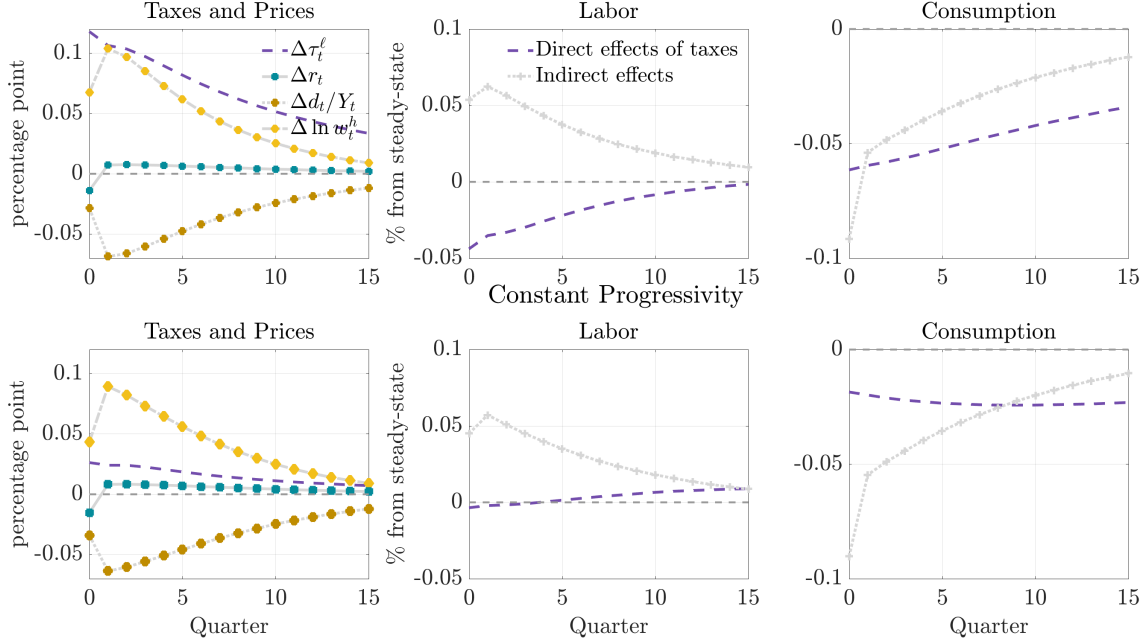 Taxes and Prices
Labor
Consumption
percentage point
0.1
0.05
0
-0.05
0
5
10
15
Δτ_t^ℓ
Δr_t
Δd_t/Y_t
Δ ln w_t^h
% from steady-state
0.1
0.05
0
-0.05
0
5
10
15
Direct effects of taxes
Indirect effects
0
-0.05
-0.1
0
5
10
15
Constant Progressivity
Taxes and Prices
Labor
Consumption
percentage point
0.1
0.05
0
-0.05
0
5
10
15
Quarter
% from steady-state
0.1
0.05
0
-0.05
0
5
10
15
Quarter
0
-0.05
-0.1
0
5
10
15
Quarter